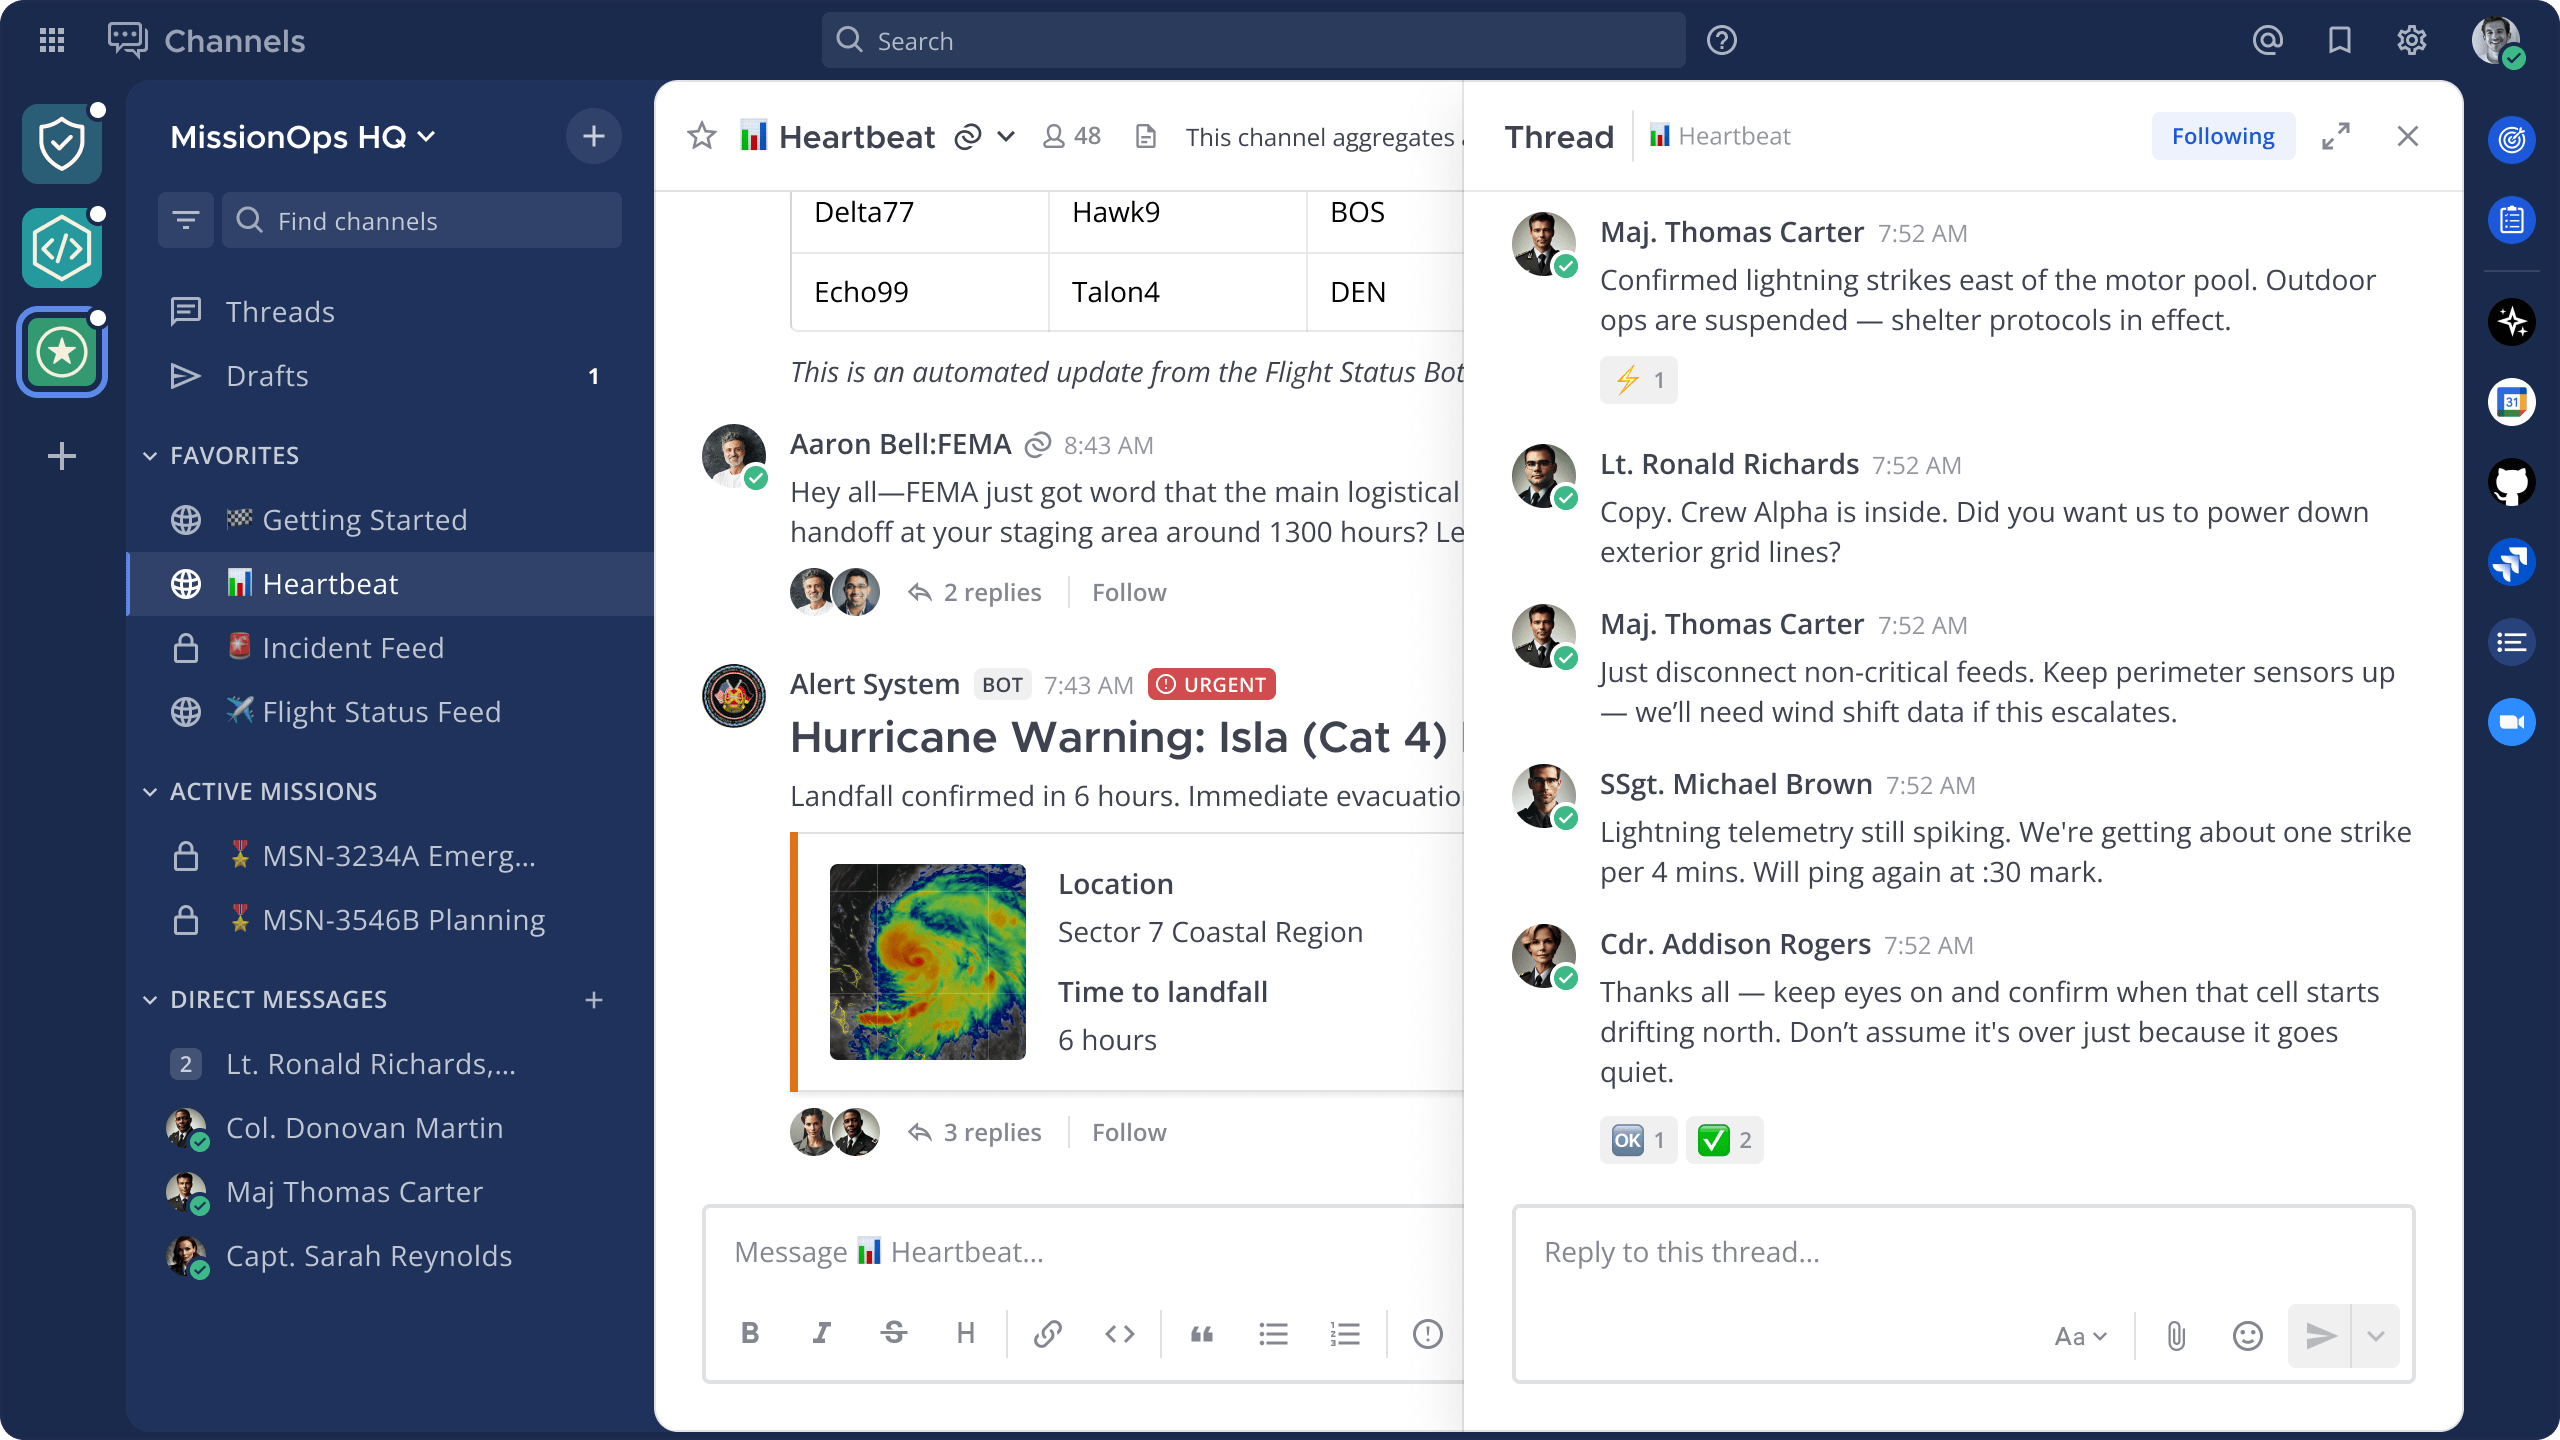 Channels
Search
MissionOps HQ
Find channels
Threads
Drafts 1
FAVORITES
Getting Started
Heartbeat
Incident Feed
Flight Status Feed
ACTIVE MISSIONS
MSN-3234A Emerg...
MSN-3546B Planning
DIRECT MESSAGES
2 Lt. Ronald Richards,...
Col. Donovan Martin
Maj Thomas Carter
Capt. Sarah Reynolds
Heartbeat 48 This channel aggregates
Delta77 Hawk9 BOS
Echo99 Talon4 DEN
This is an automated update from the Flight Status Bot
Aaron Bell:FEMA 8:43 AM
Hey all—FEMA just got word that the main logistical
handoff at your staging area around 1300 hours? Le
2 replies Follow
Alert System BOT 7:43 AM URGENT
Hurricane Warning: Isla (Cat 4)
Landfall confirmed in 6 hours. Immediate evacuatio
Location
Sector 7 Coastal Region
Time to landfall
6 hours
3 replies Follow
Message Heartbeat...
B I S H
Thread Heartbeat Following
Maj. Thomas Carter 7:52 AM
Confirmed lightning strikes east of the motor pool. Outdoor
ops are suspended — shelter protocols in effect.
1
Lt. Ronald Richards 7:52 AM
Copy. Crew Alpha is inside. Did you want us to power down
exterior grid lines?
Maj. Thomas Carter 7:52 AM
Just disconnect non-critical feeds. Keep perimeter sensors up
— we’ll need wind shift data if this escalates.
SSgt. Michael Brown 7:52 AM
Lightning telemetry still spiking. We're getting about one strike
per 4 mins. Will ping again at :30 mark.
Cdr. Addison Rogers 7:52 AM
Thanks all — keep eyes on and confirm when that cell starts
drifting north. Don’t assume it's over just because it goes
quiet.
OK 1 2
Reply to this thread...
Aa
31